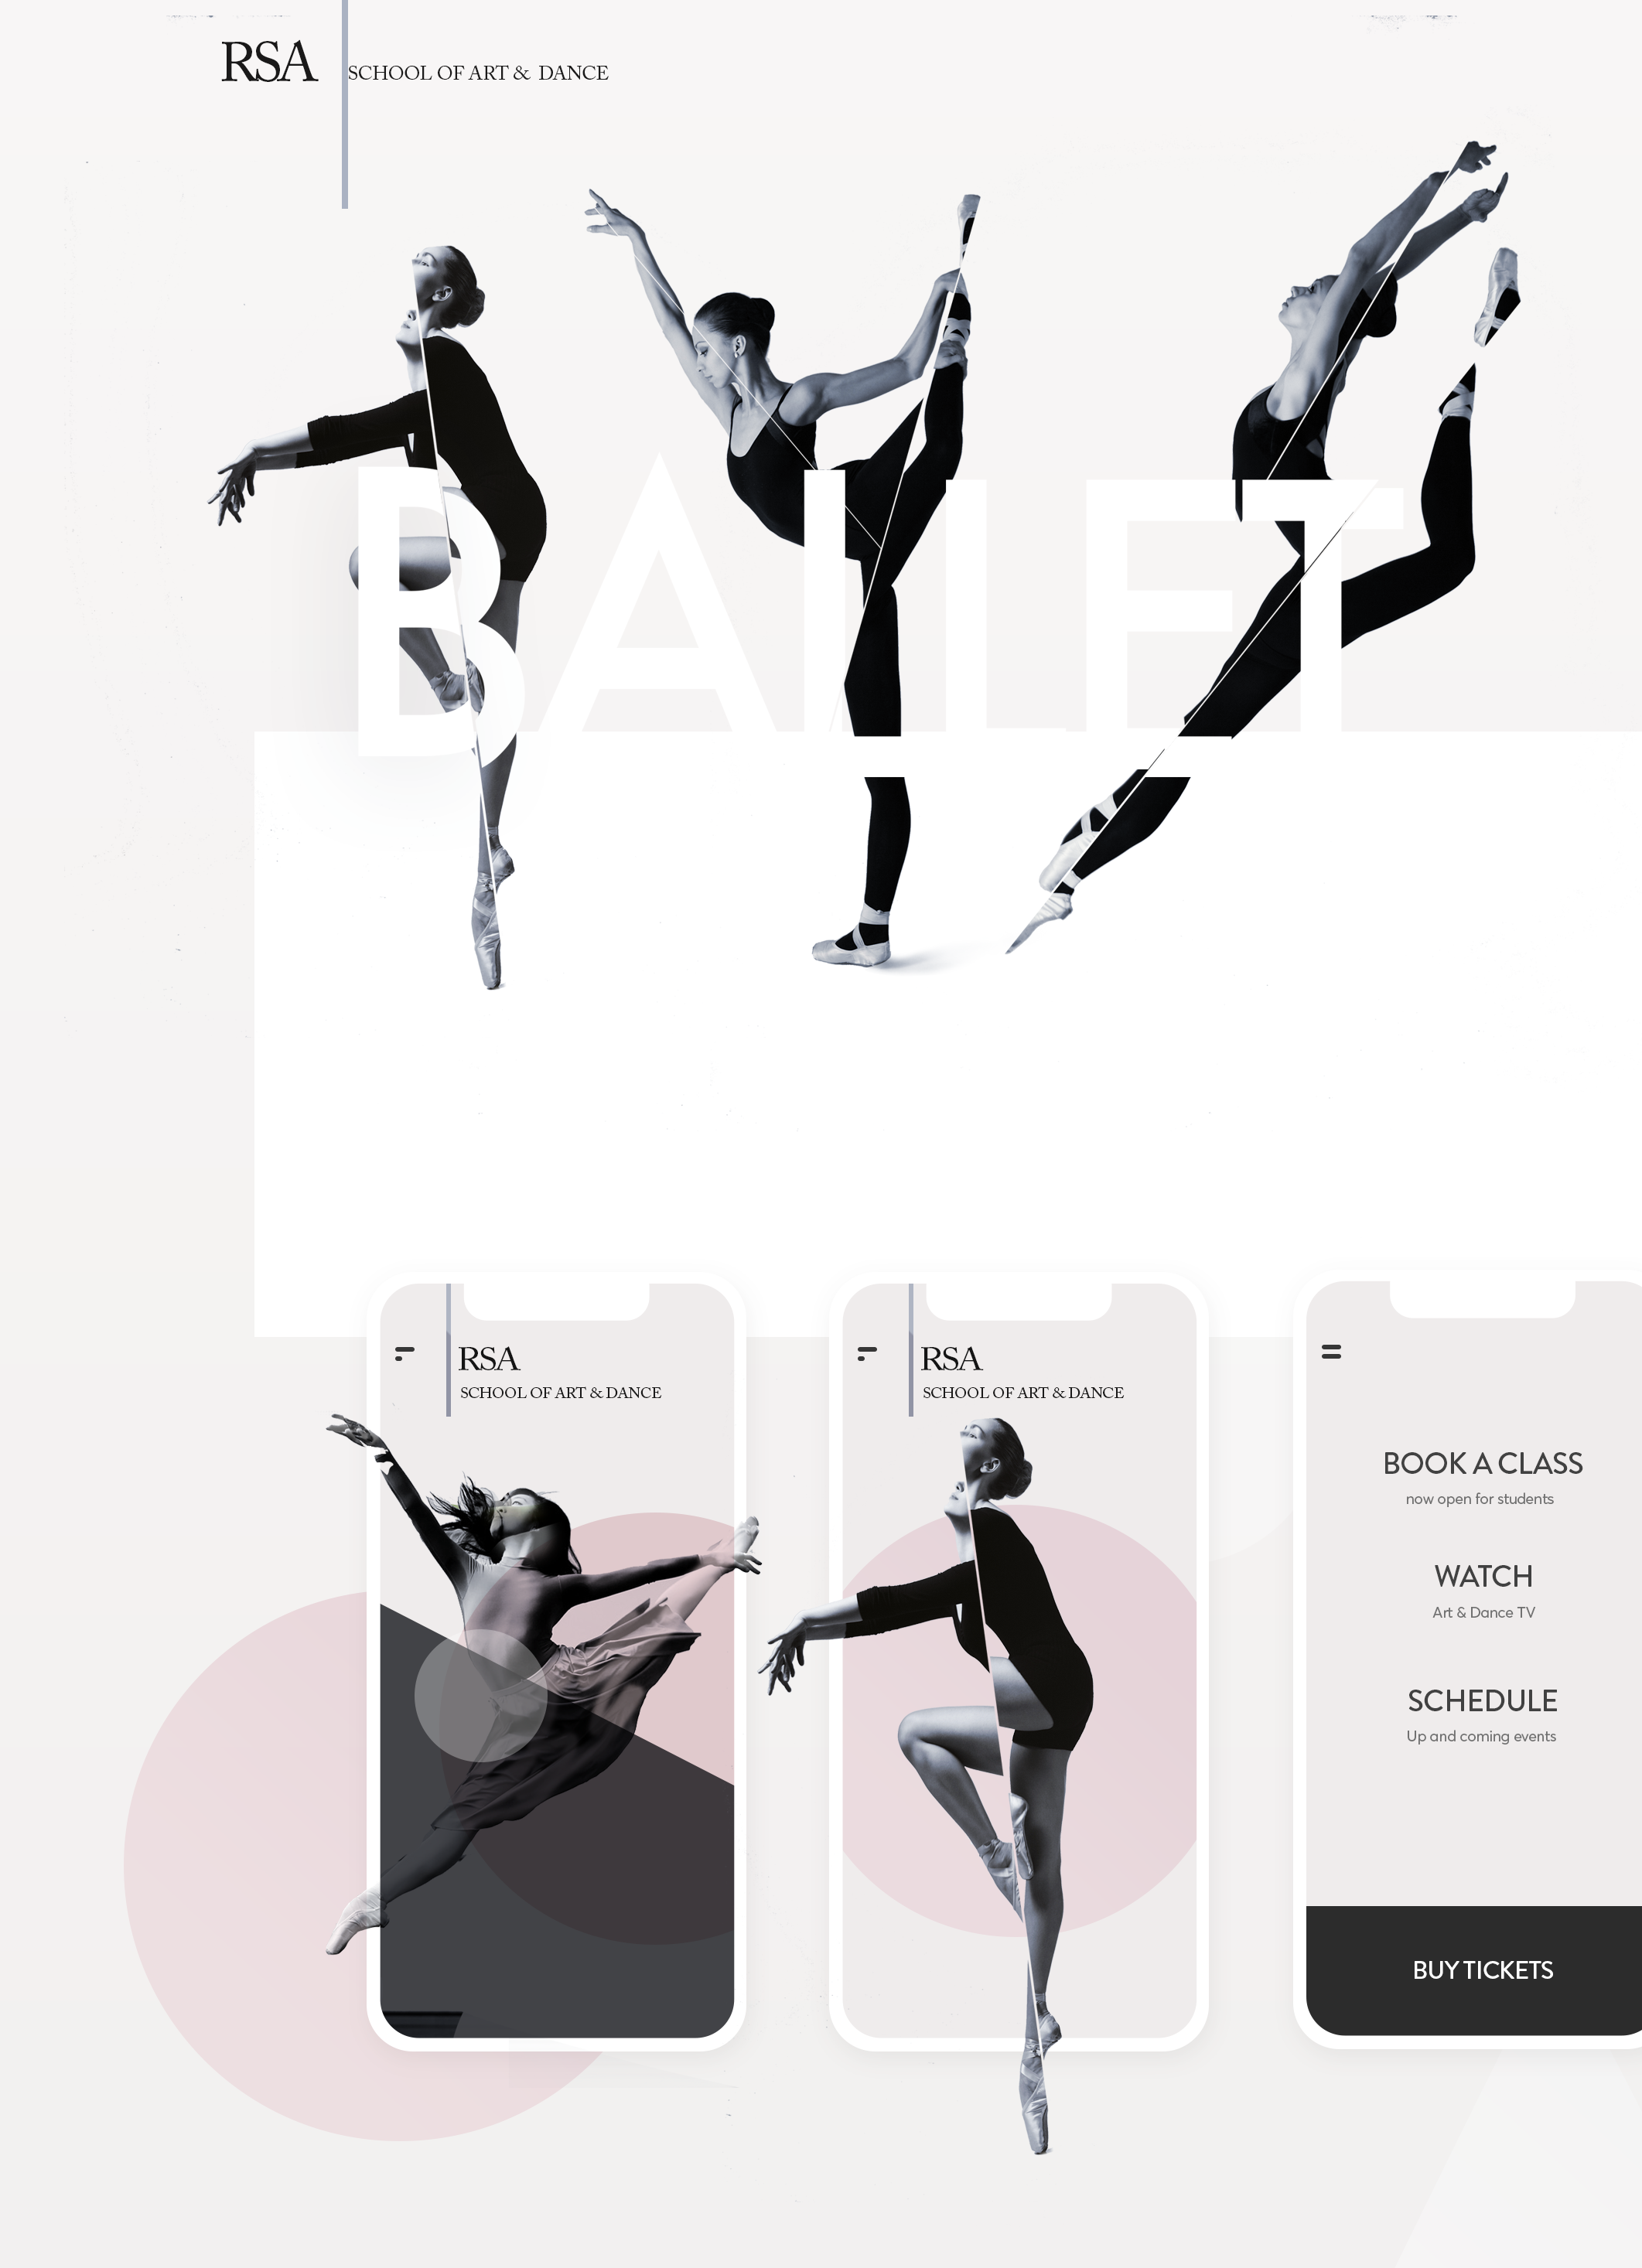 RSA
SCHOOL OF ART & DANCE
BALLET
RSA
SCHOOL OF ART & DANCE
RSA
SCHOOL OF ART & DANCE
BOOK A CLASS
now open for students
WATCH
Art & Dance TV
SCHEDULE
Up and coming events
BUY TICKETS